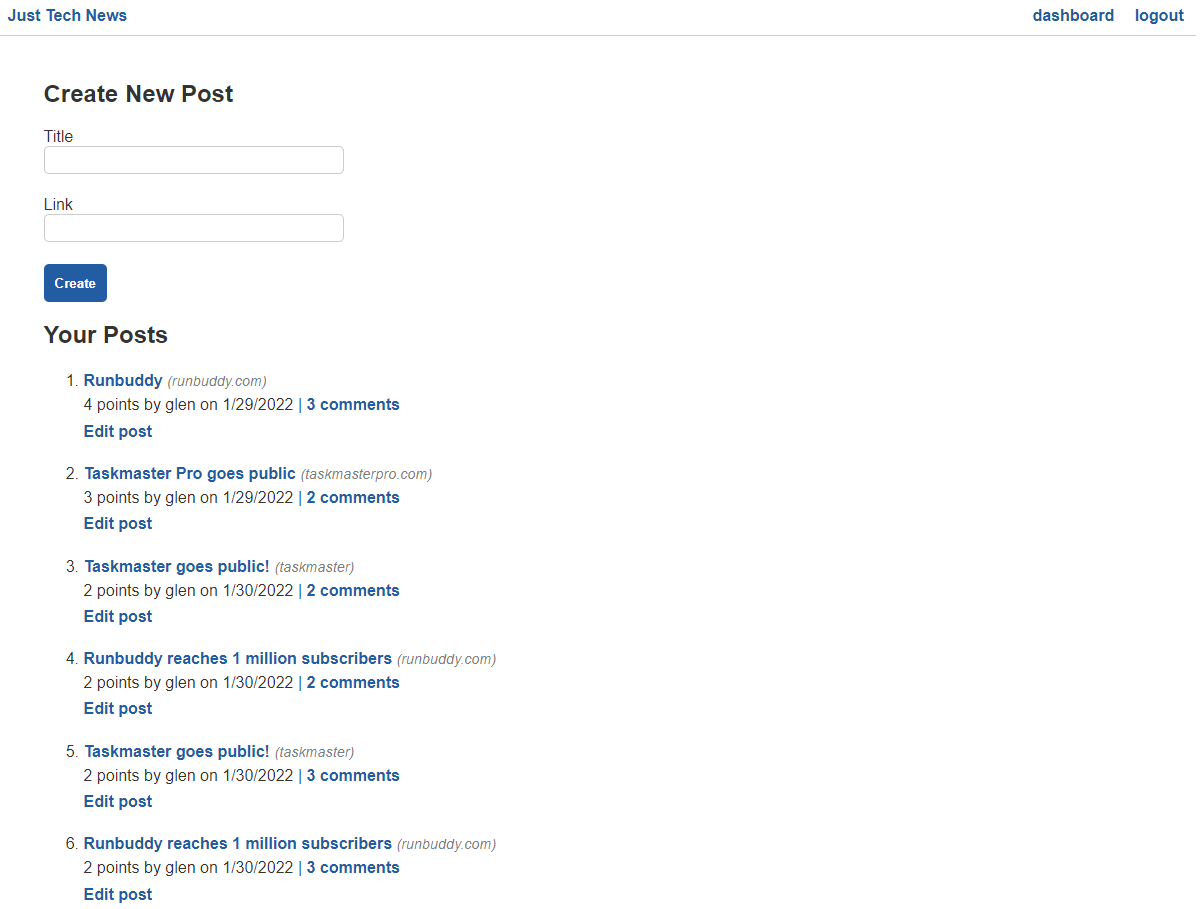 Just Tech News dashboard logout
Create New Post
Title
Link
Create
Your Posts
1. Runbuddy (runbuddy.com)
4 points by glen on 1/29/2022 | 3 comments
Edit post
2. Taskmaster Pro goes public (taskmasterpro.com)
3 points by glen on 1/29/2022 | 2 comments
Edit post
3. Taskmaster goes public! (taskmaster)
2 points by glen on 1/30/2022 | 2 comments
Edit post
4. Runbuddy reaches 1 million subscribers (runbuddy.com)
2 points by glen on 1/30/2022 | 2 comments
Edit post
5. Taskmaster goes public! (taskmaster)
2 points by glen on 1/30/2022 | 3 comments
Edit post
6. Runbuddy reaches 1 million subscribers (runbuddy.com)
2 points by glen on 1/30/2022 | 3 comments
Edit post